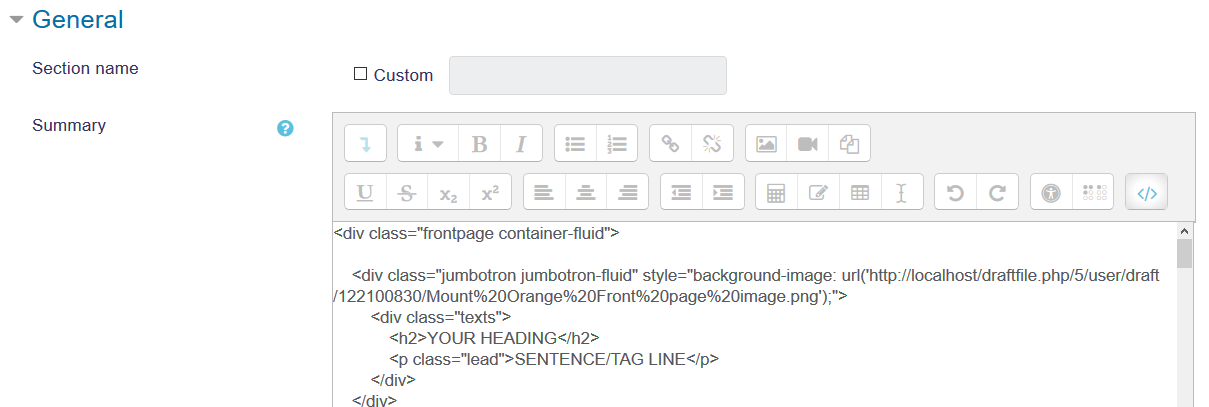 General
Section name
Custom
Summary
?
i B I
U S x₂ x²
</>
<div class="frontpage container-fluid">
<div class="jumbotron jumbotron-fluid" style="background-image: url('http://localhost/draftfile.php/5/user/draft
/122100830/Mount%20Orange%20Front%20page%20image.png');">
<div class="texts">
<h2>YOUR HEADING</h2>
<p class="lead">SENTENCE/TAG LINE</p>
</div>
</div>